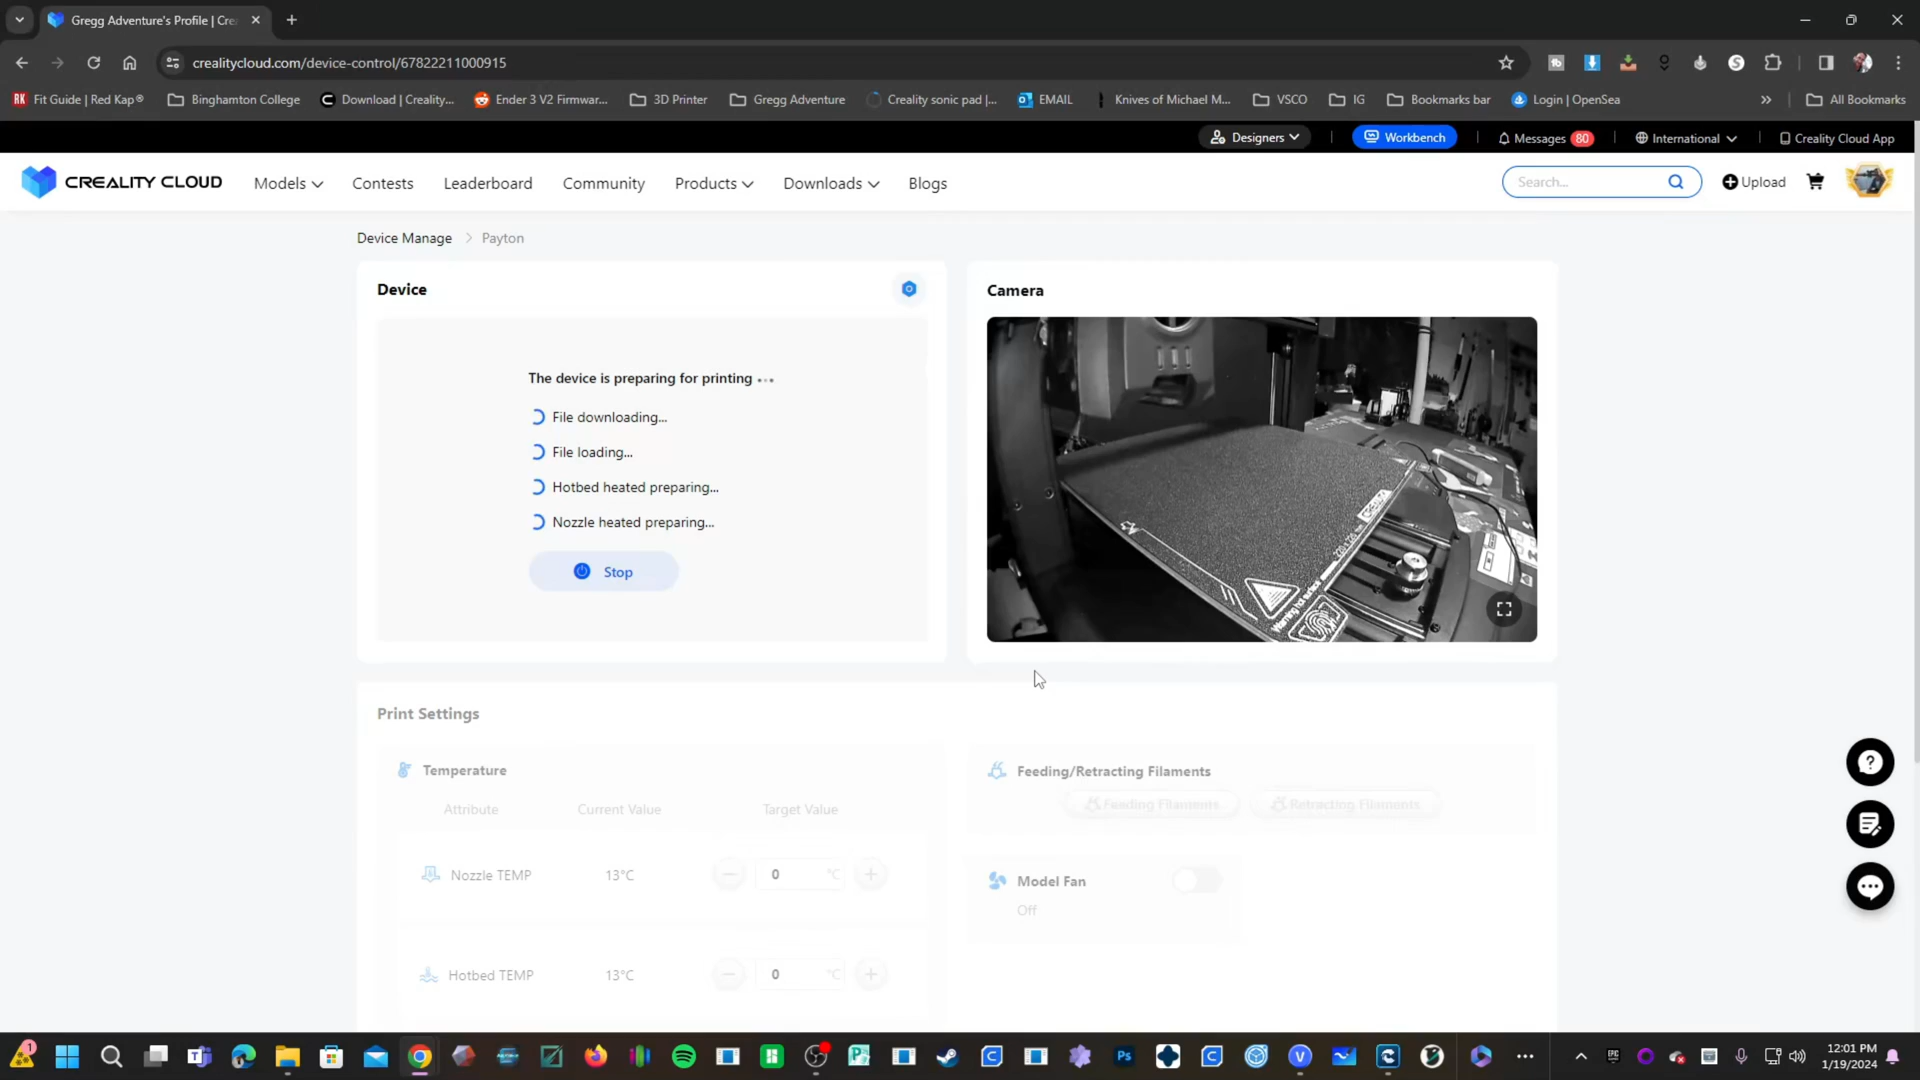 Gregg Adventure's Profile | Cre
crealitycloud.com/device-control/67822211000915
RK Fit Guide | Red Kap® Binghamton College Download | Creality... Ender 3 V2 Firmwar... 3D Printer Gregg Adventure Creality sonic pad |... EMAIL Knives of Michael M... VSCO IG Bookmarks bar Login | OpenSea » All Bookmarks
Designers Workbench Messages 80 International Creality Cloud App
CREALITY CLOUD Models Contests Leaderboard Community Products Downloads Blogs Search... Upload
Device Manage > Payton
Device
The device is preparing for printing
File downloading...
File loading...
Hotbed heated preparing...
Nozzle heated preparing...
Stop
Camera
Warning hot surface
Print Settings
Temperature
Attribute Current Value Target Value
Nozzle TEMP 13°C 0 °C
Hotbed TEMP 13°C 0 °C
Feeding/Retracting Filaments
Feeding Filaments Retracting Filaments
Model Fan
Off
12:01 PM
1/19/2024